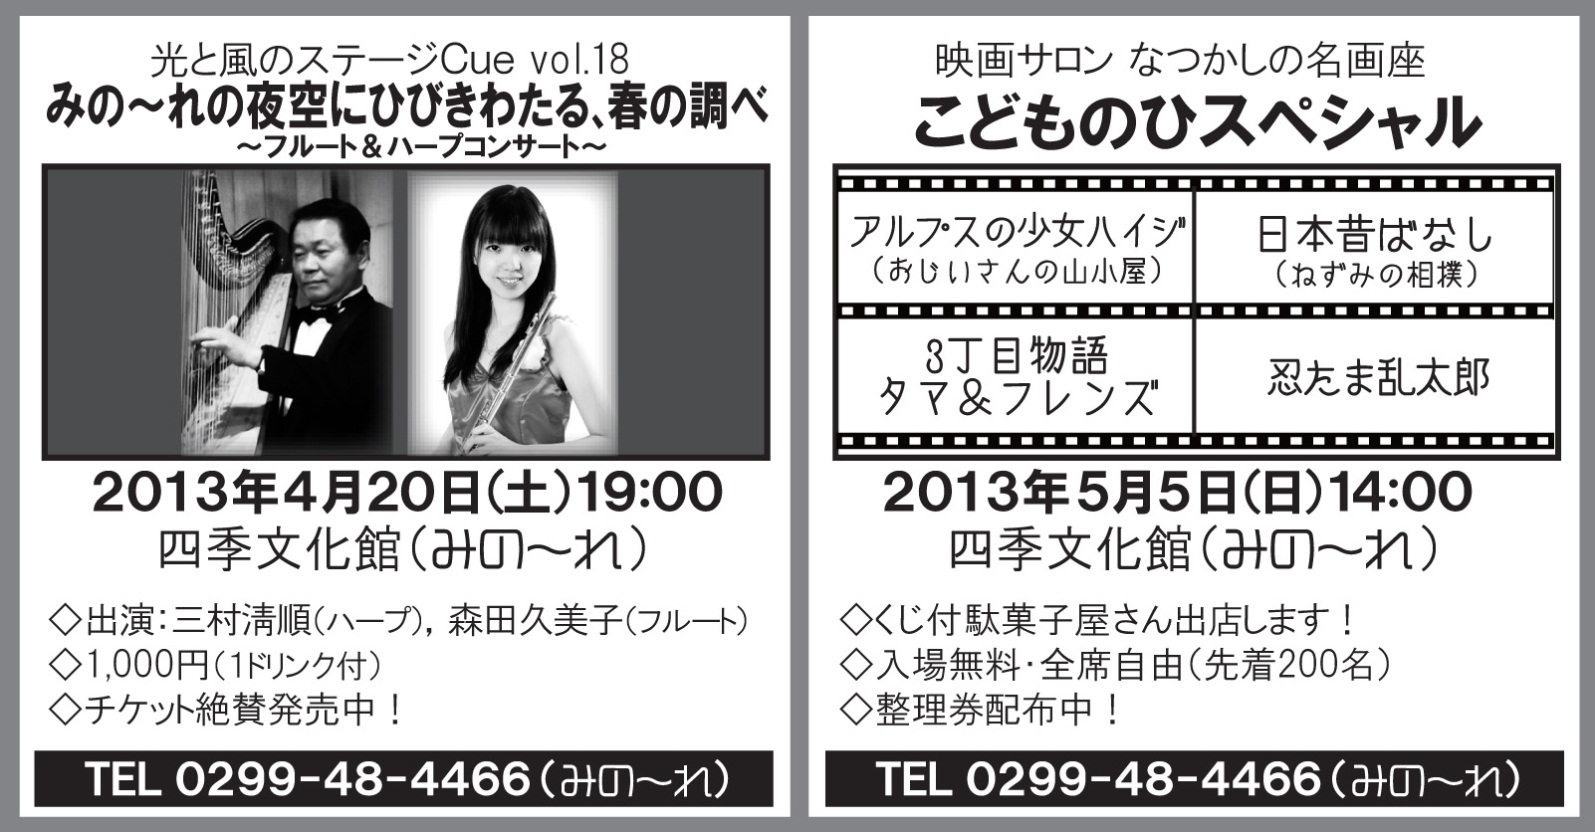 光と風のステージCue vol.18
みの～れの夜空にひびきわたる、春の調べ
～フルート＆ハープコンサート～
2013年4月20日(土)19:00
四季文化館(みの～れ)
◇出演：三村清順(ハープ)，森田久美子(フルート)
◇1,000円(1ドリンク付)
◇チケット絶賛発売中！
TEL 0299-48-4466(みの～れ)
映画サロン なつかしの名画座
こどものひスペシャル
アルプスの少女ハイジ
(おじいさんの山小屋)
日本昔ばなし
(ねずみの相撲)
3丁目物語
タマ＆フレンズ
忍たま乱太郎
2013年5月5日(日)14:00
四季文化館(みの～れ)
◇くじ付駄菓子屋さん出店します！
◇入場無料・全席自由(先着200名)
◇整理券配布中！
TEL 0299-48-4466(みの～れ)